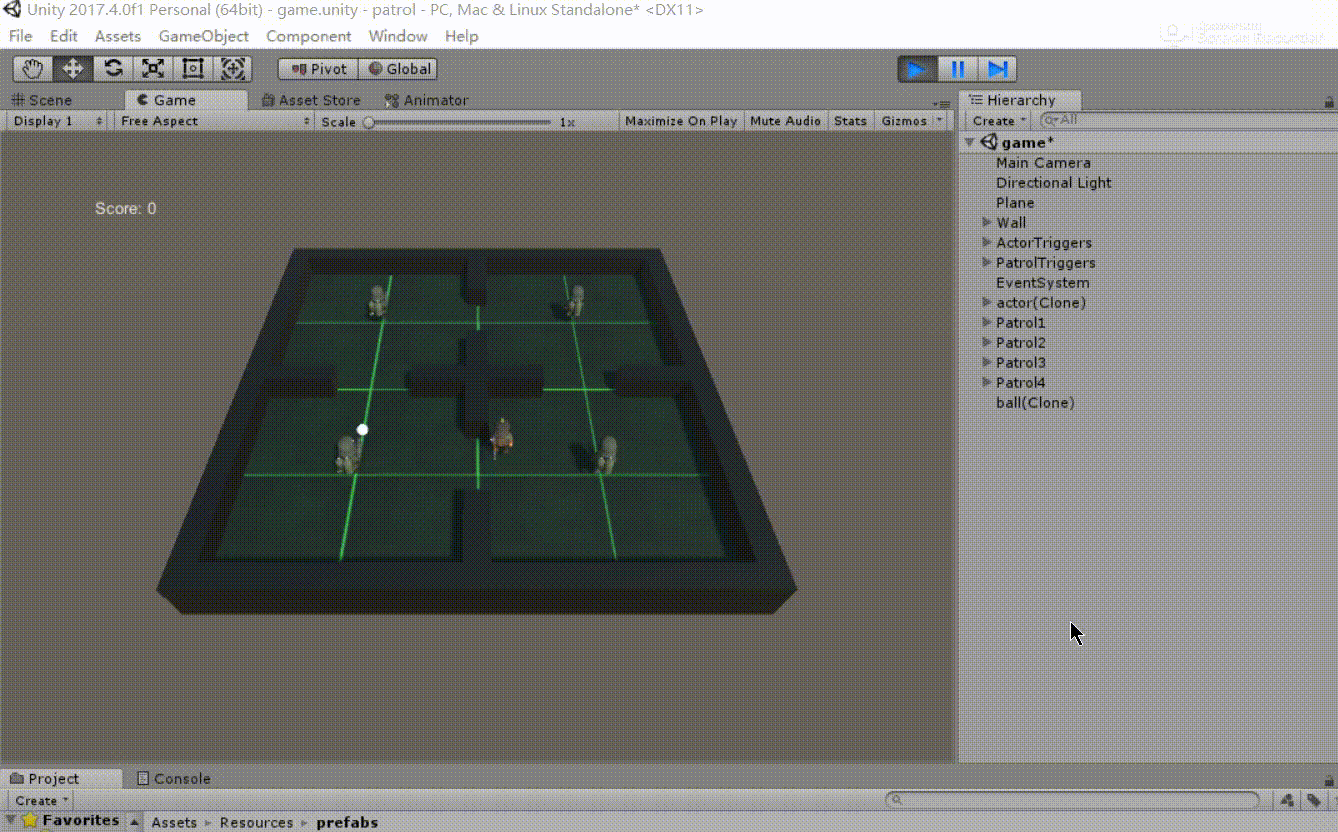 Unity 2017.4.0f1 Personal (64bit) - game.unity - patrol - PC, Mac & Linux Standalone* <DX11>
File Edit Assets GameObject Component Window Help
Pivot Global
Scene Game Asset Store Animator Hierarchy
Display 1 Free Aspect Scale 1x Maximize On Play Mute Audio Stats Gizmos Create All
game*
Main Camera
Directional Light
Plane
Score: 0
Wall
ActorTriggers
PatrolTriggers
EventSystem
actor(Clone)
Patrol1
Patrol2
Patrol3
Patrol4
ball(Clone)
Project Console
Create
Favorites Assets Resources prefabs